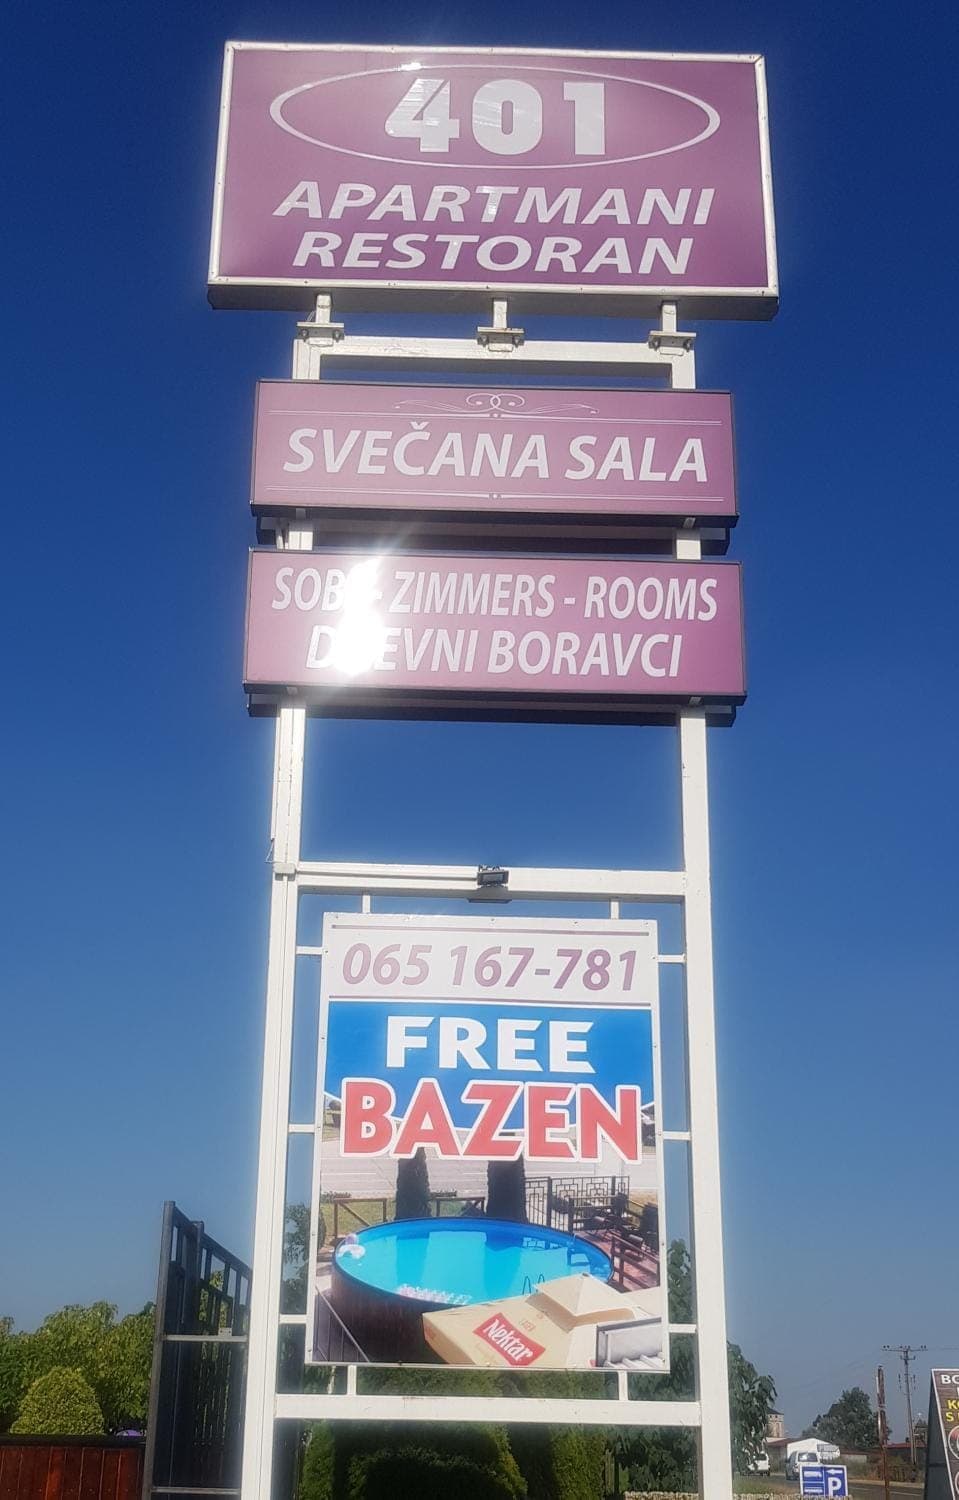 401
APARTMANI
RESTORAN
SVEČANA SALA
- ZIMMERS - ROOMS
BORAVCI
065 167-781
FREE
BAZEN
Nektar
P